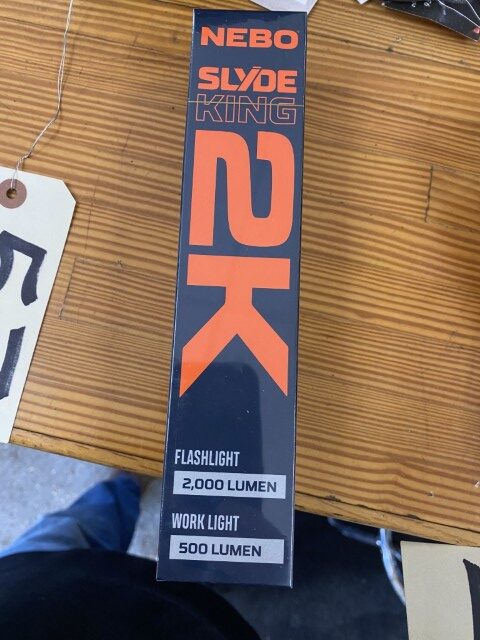 NEBO
SLYDE
KING
2K
FLASHLIGHT
2,000 LUMEN
WORK LIGHT
500 LUMEN